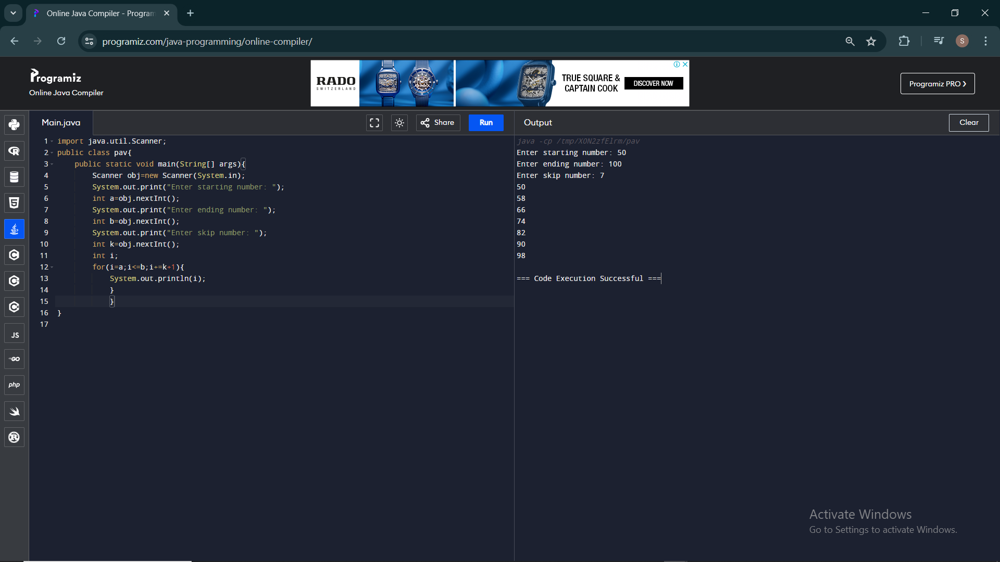 Online Java Compiler - Program
programiz.com/java-programming/online-compiler/
S
Programiz
Online Java Compiler
RADO
SWITZERLAND
TRUE SQUARE &
CAPTAIN COOK
DISCOVER NOW
Programiz PRO ›
Main.java
Share
Run
Output
Clear
1 import java.util.Scanner;
2 public class pav{
3     public static void main(String[] args){
4         Scanner obj=new Scanner(System.in);
5         System.out.print("Enter starting number: ");
6         int a=obj.nextInt();
7         System.out.print("Enter ending number: ");
8         int b=obj.nextInt();
9         System.out.print("Enter skip number: ");
10         int k=obj.nextInt();
11         int i;
12         for(i=a;i<=b;i+=k+1){
13             System.out.println(i);
14             }
15             }
16 }
17
java -cp /tmp/XON2zfElrm/pav
Enter starting number: 50
Enter ending number: 100
Enter skip number: 7
50
58
66
74
82
90
98
=== Code Execution Successful ===
JS
GO
php
Activate Windows
Go to Settings to activate Windows.